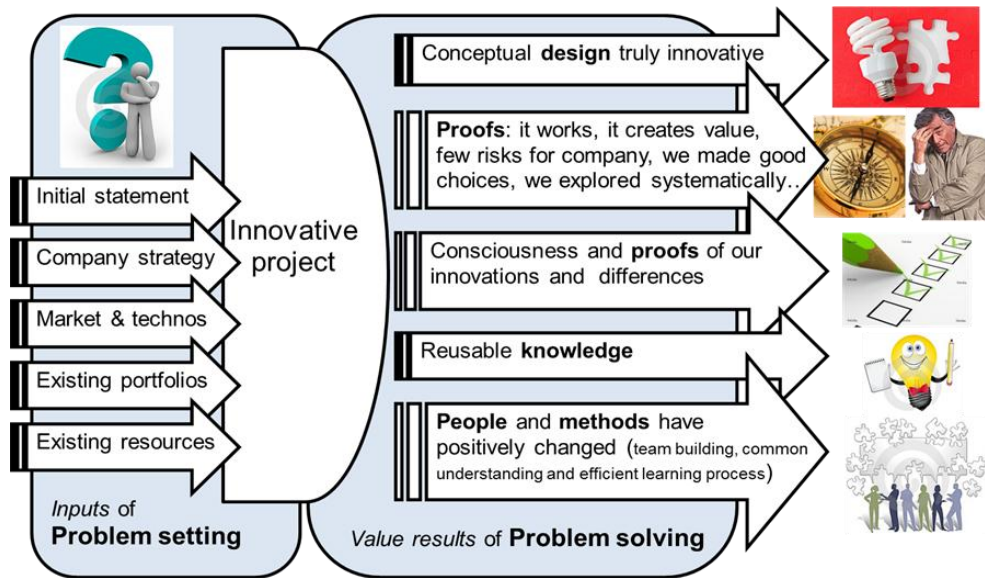 Initial statement
Company strategy
Market & technos
Existing portfolios
Existing resources
Inputs of
Problem setting
Innovative
project
Conceptual design truly innovative
Proofs: it works, it creates value,
few risks for company, we made good
choices, we explored systematically…
Consciousness and proofs of our
innovations and differences
Reusable knowledge
People and methods have
positively changed (team building, common
understanding and efficient learning process)
Value results of Problem solving